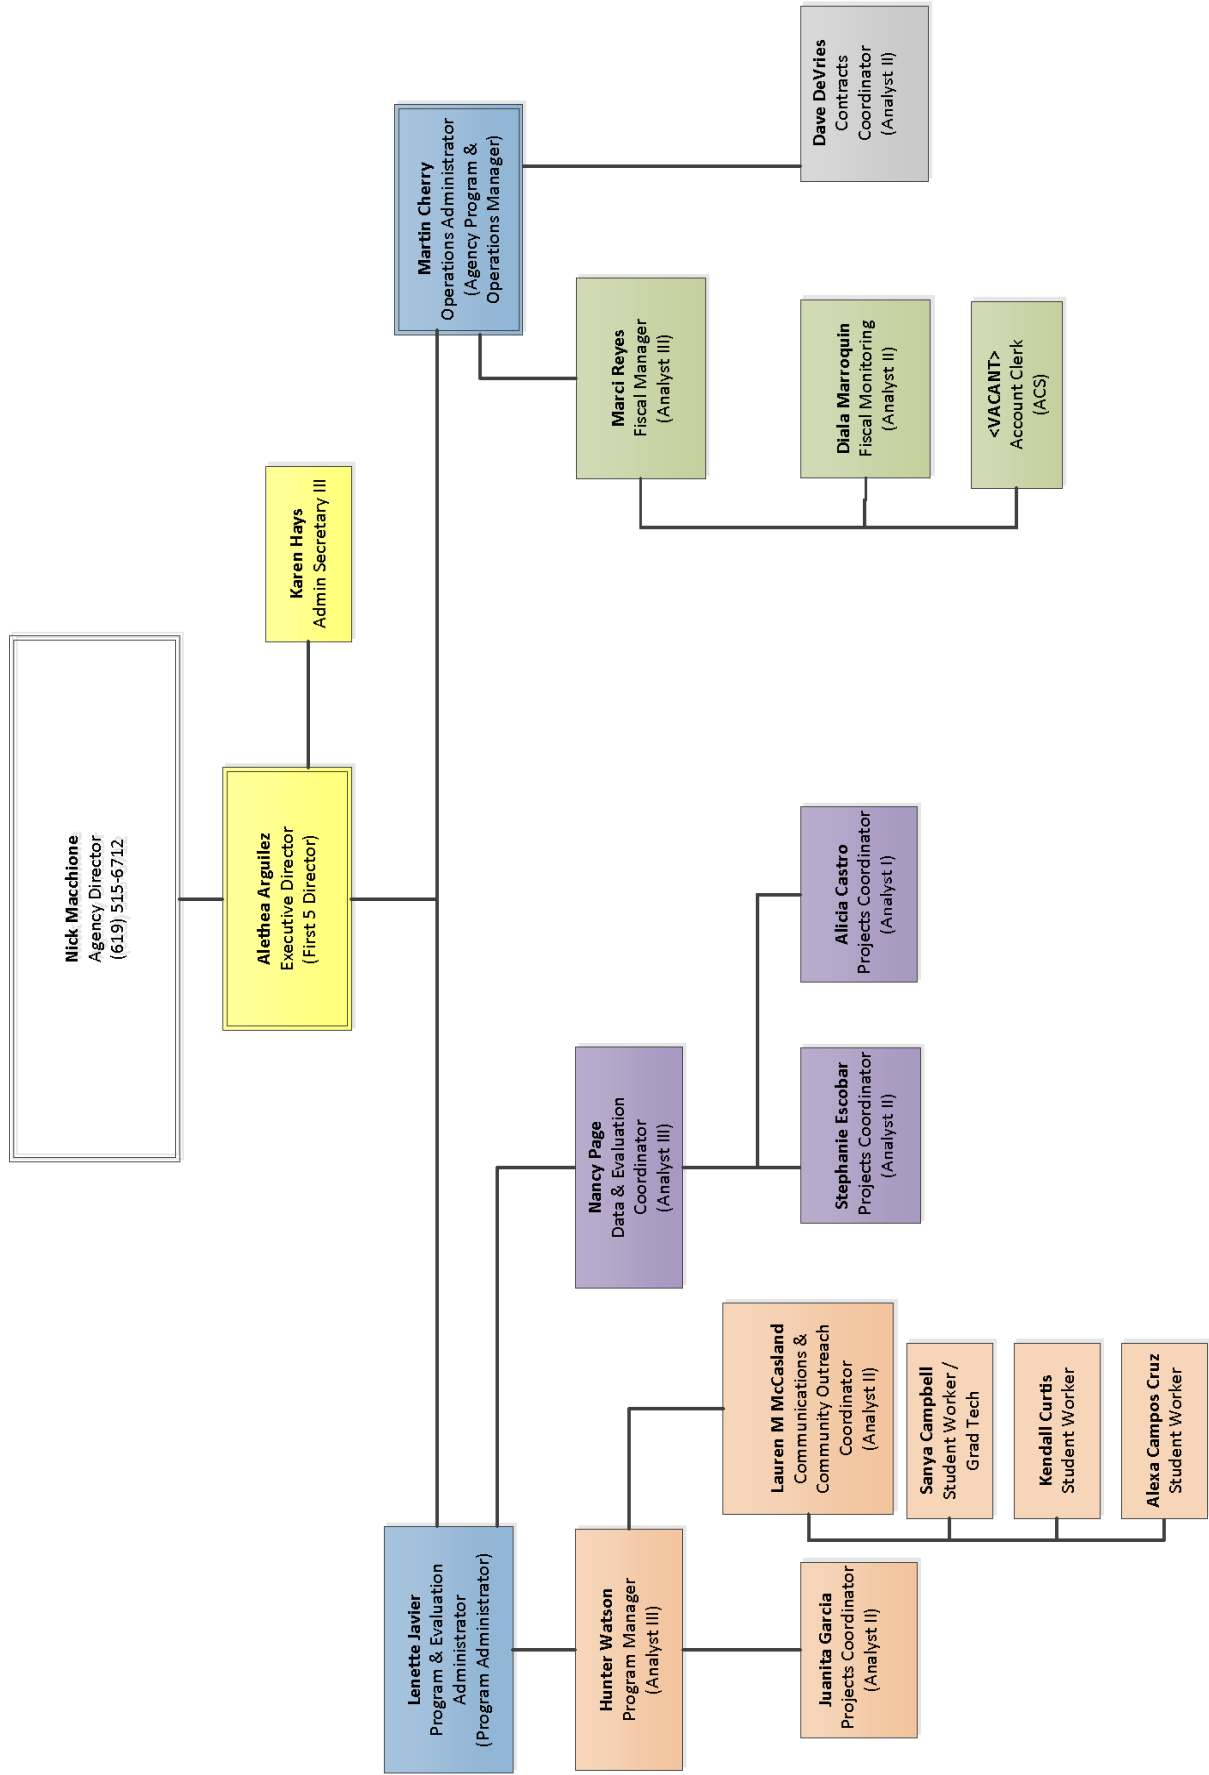 Nick Macchione
Agency Director
(619) 515-6712
Alethea Arguilez
Executive Director
(First 5 Director)
Karen Hays
Admin Secretary III
Lenette Javier
Program & Evaluation
Administrator
(Program Administrator)
Martin Cherry
Operations Administrator
(Agency Program &
Operations Manager)
Hunter Watson
Program Manager
(Analyst III)
Nancy Page
Data & Evaluation
Coordinator
(Analyst III)
Marci Reyes
Fiscal Manager
(Analyst III)
Lauren M McCasland
Communications &
Community Outreach
Coordinator
(Analyst II)
Juanita Garcia
Projects Coordinator
(Analyst II)
Stephanie Escobar
Projects Coordinator
(Analyst II)
Alicia Castro
Projects Coordinator
(Analyst I)
Diala Marroquin
Fiscal Monitoring
(Analyst II)
Dave DeVries
Contracts
Coordinator
(Analyst II)
Sanya Campbell
Student Worker /
Grad Tech
<VACANT>
Account Clerk
(ACS)
Kendall Curtis
Student Worker
Alexa Campos Cruz
Student Worker